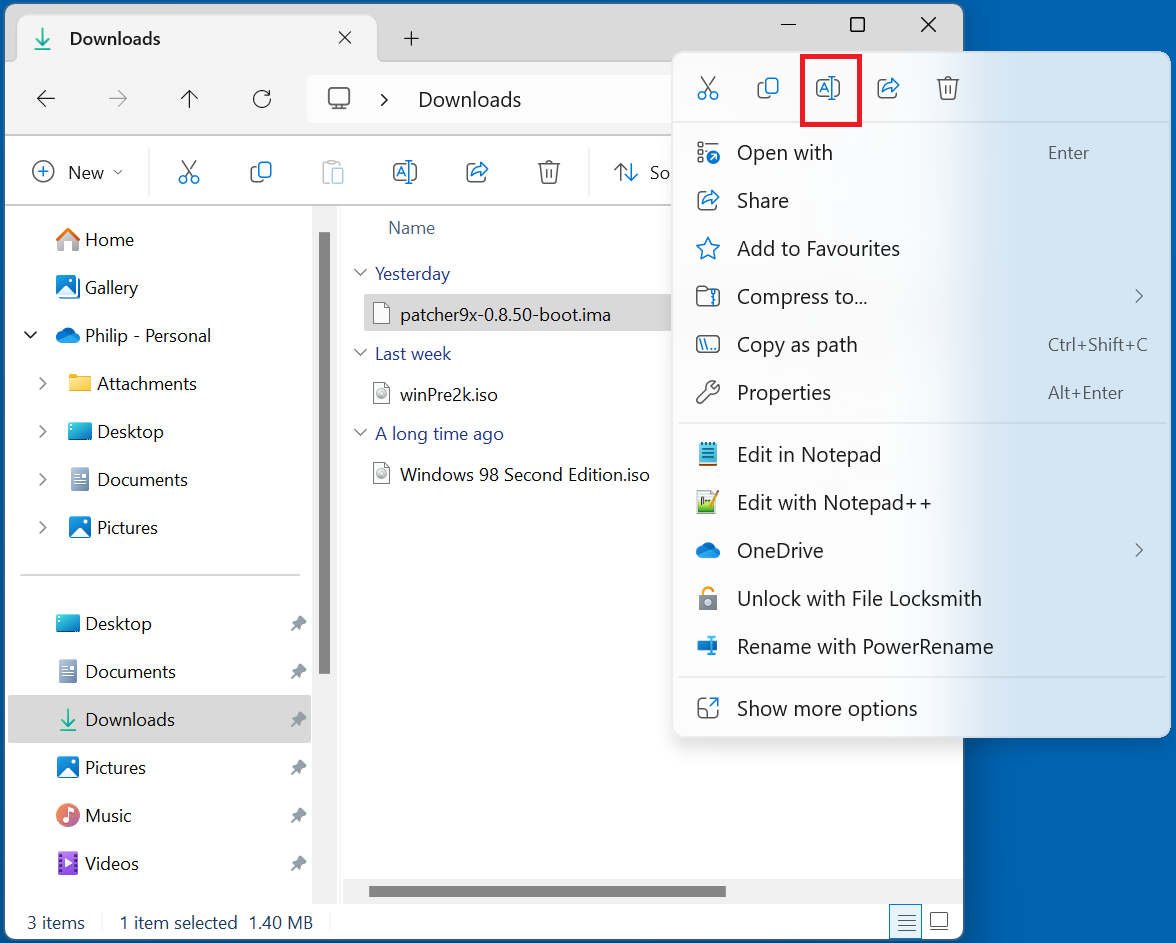 Downloads
Downloads
New
So
Home
Gallery
Philip - Personal
Attachments
Desktop
Documents
Pictures
Desktop
Documents
Downloads
Pictures
Music
Videos
Name
Yesterday
patcher9x-0.8.50-boot.ima
Last week
winPre2k.iso
A long time ago
Windows 98 Second Edition.iso
Open with Enter
Share
Add to Favourites
Compress to...
Copy as path Ctrl+Shift+C
Properties Alt+Enter
Edit in Notepad
Edit with Notepad++
OneDrive
Unlock with File Locksmith
Rename with PowerRename
Show more options
3 items 1 item selected 1.40 MB